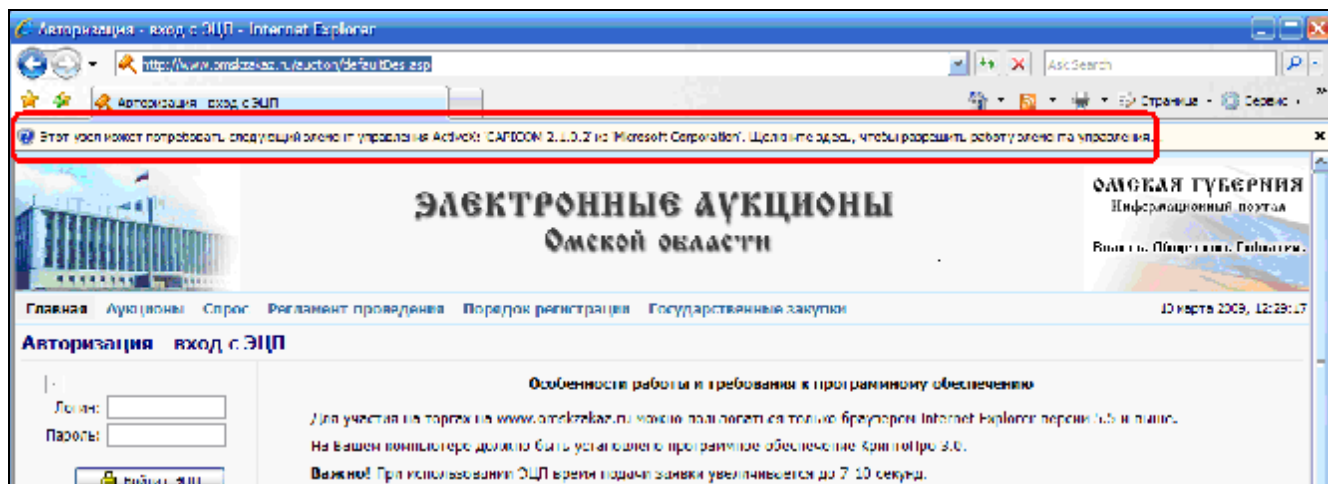 Авторизация - вход с ЭЦП - Internet Explorer
http://www.omskzakaz.ru/auction/defaultDes.asp
Ask Search
Авторизация - вход с ЭЦП
Страница
Сервис
Этот узел может потребовать следующий элемент управления ActiveX: 'CAPICOM 2.1.0.2' из 'Microsoft Corporation'. Щелкните здесь, чтобы разрешить работу элемента управления...
ЭЛЕКТРОННЫЕ АУКЦИОНЫ
Омской области
ОМСКАЯ ГУБЕРНИЯ
Информационный портал
Власть. Общество. События.
Главная Аукционы Спрос Регламент проведения Порядок регистрации Государственные закупки
марта 2009, 12:29:17
Авторизация вход с ЭЦП
Особенности работы и требования к программному обеспечению
Логин:
Пароль:
Для участия на торгах на www.omskzakaz.ru можно пользоваться только браузером Internet Explorer версии 5.5 и выше.
На Вашем компьютере должно быть установлено программное обеспечение КриптоПро 3.0.
Важно! При использовании ЭЦП время подачи заявки увеличивается до 7-10 секунд.